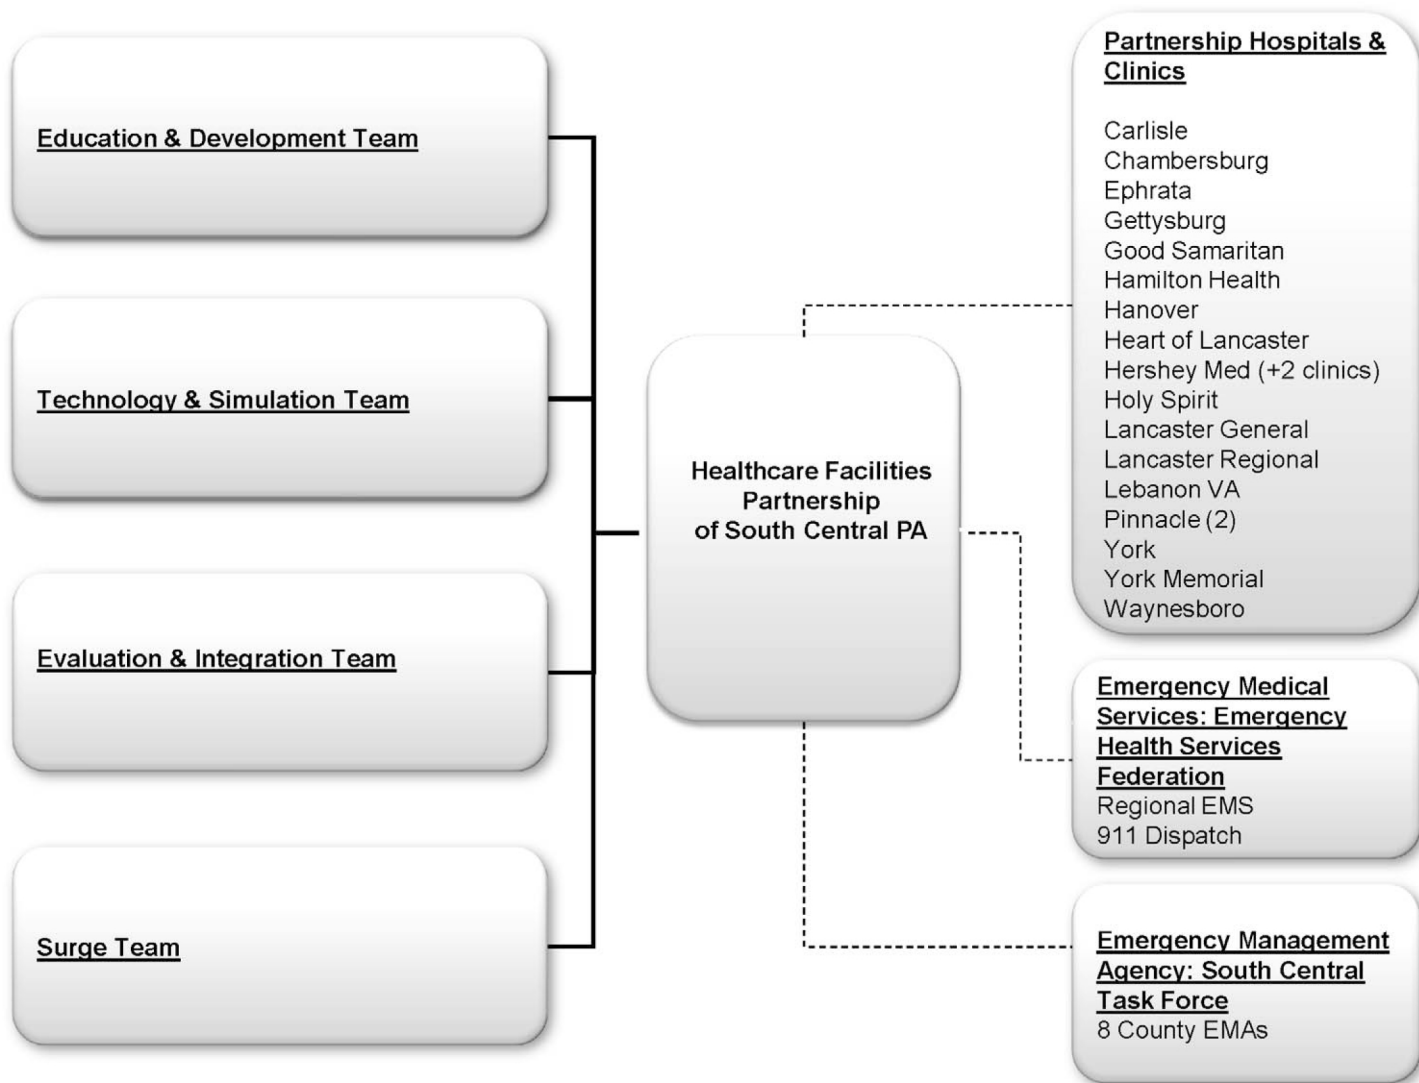 Education & Development Team
Technology & Simulation Team
Evaluation & Integration Team
Surge Team
Healthcare Facilities
Partnership
of South Central PA
Partnership Hospitals &
Clinics
Carlisle
Chambersburg
Ephrata
Gettysburg
Good Samaritan
Hamilton Health
Hanover
Heart of Lancaster
Hershey Med (+2 clinics)
Holy Spirit
Lancaster General
Lancaster Regional
Lebanon VA
Pinnacle (2)
York
York Memorial
Waynesboro
Emergency Medical
Services: Emergency
Health Services
Federation
Regional EMS
911 Dispatch
Emergency Management
Agency: South Central
Task Force
8 County EMAs